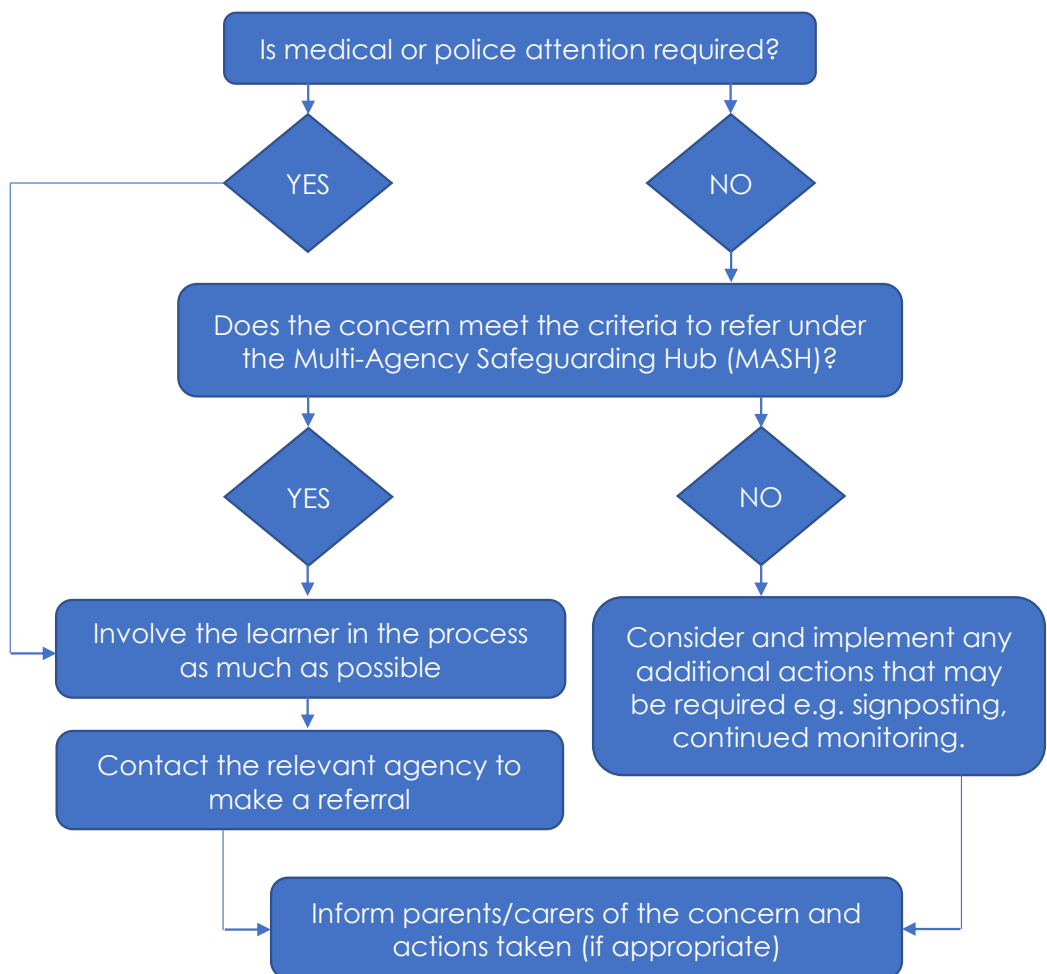 Is medical or police attention required?
YES
NO
Does the concern meet the criteria to refer under
the Multi-Agency Safeguarding Hub (MASH)?
YES
NO
Involve the learner in the process
as much as possible
Consider and implement any
additional actions that may
be required e.g. signposting,
continued monitoring.
Contact the relevant agency to
make a referral
Inform parents/carers of the concern and
actions taken (if appropriate)